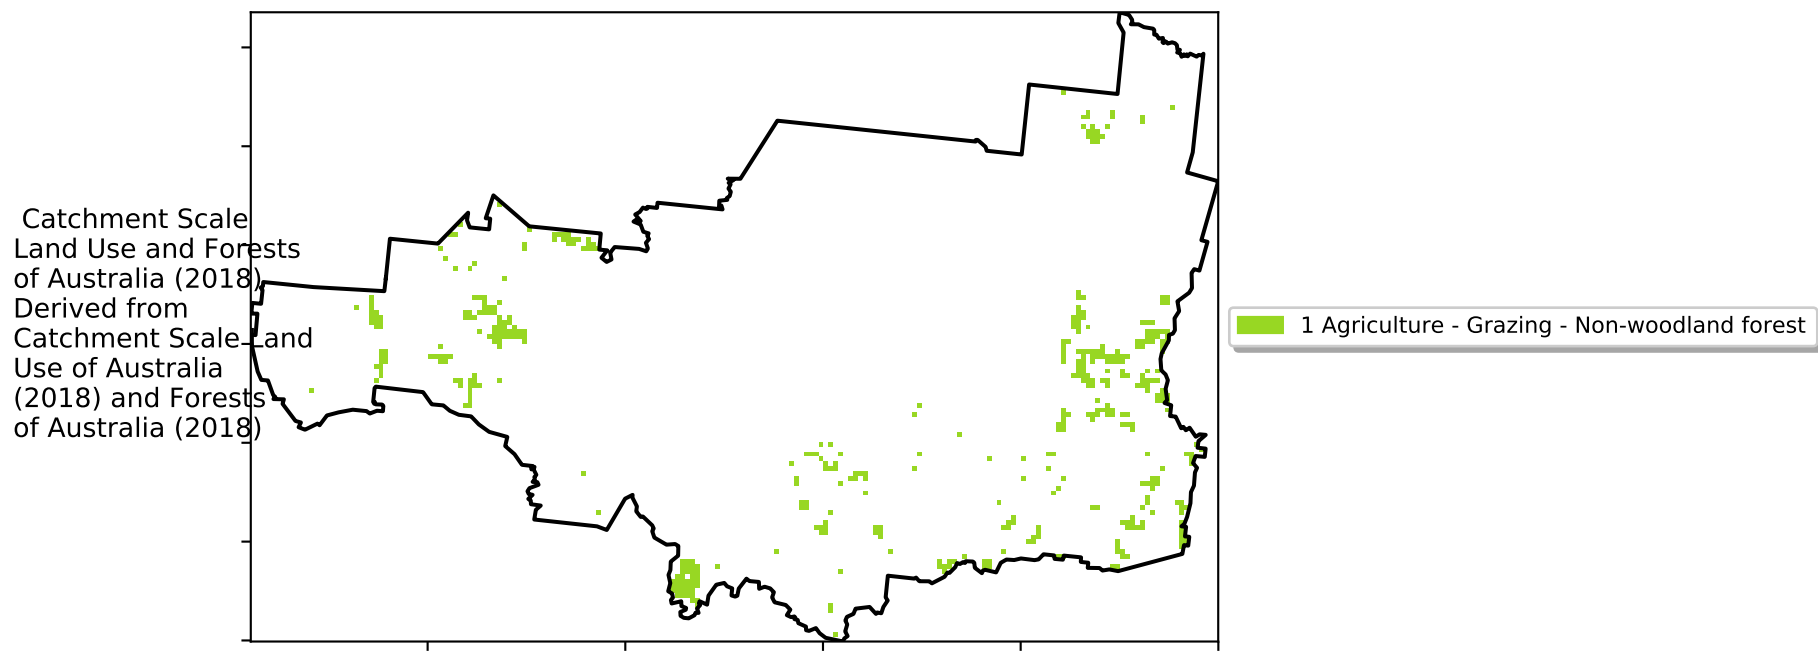 Catchment Scale
Land Use and Forests
of Australia (2018)
Derived from
Catchment Scale Land
Use of Australia
(2018) and Forests
of Australia (2018)
1 Agriculture - Grazing - Non-woodland forest